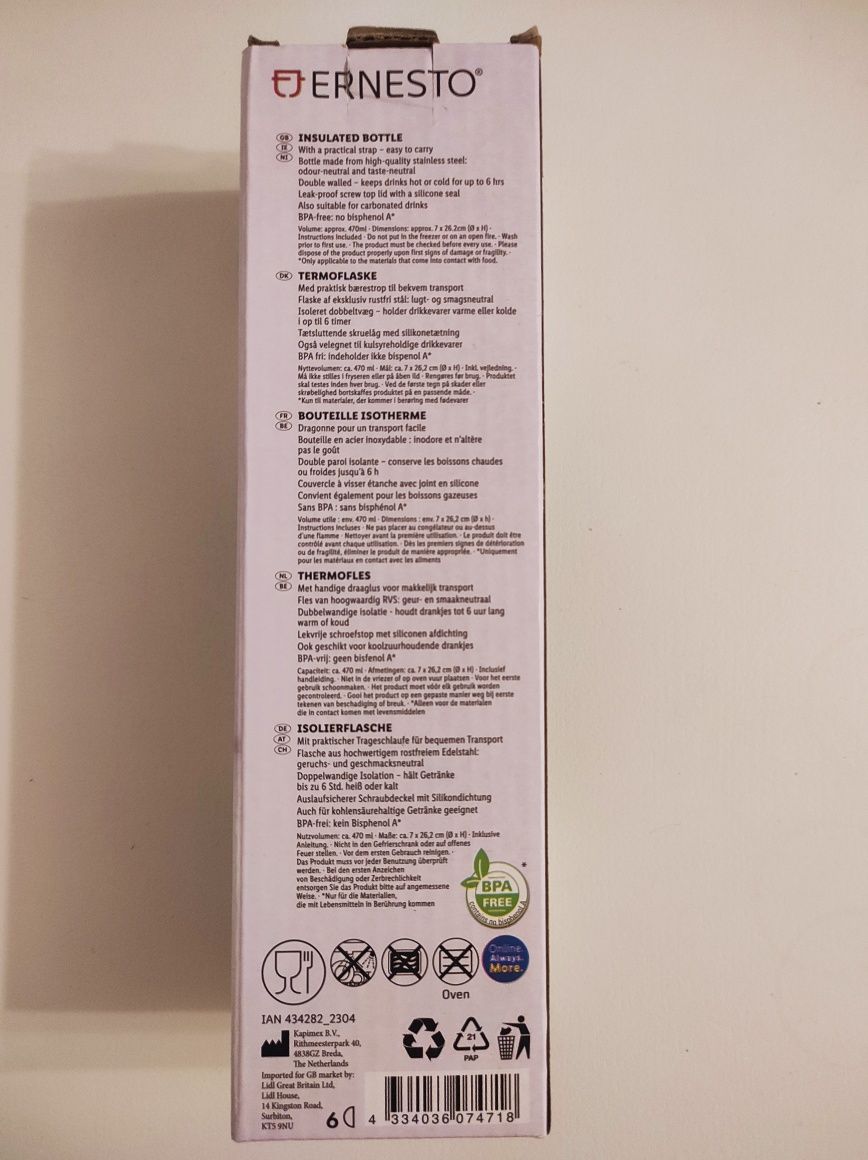 ERNESTO®
GB INSULATED BOTTLE
IE With a practical strap – easy to carry
NI Bottle made from high-quality stainless steel:
odour-neutral and taste-neutral
Double walled – keeps drinks hot or cold for up to 6 hrs
Leak-proof screw top lid with a silicone seal
Also suitable for carbonated drinks
BPA-free: no bisphenol A*
Volume: approx. 470ml · Dimensions: approx. 7 x 26.2cm (Ø x H) ·
Instructions included · Do not put in the freezer or on an open fire. · Wash
prior to first use. · The product must be checked before every use. · Please
dispose of the product properly upon first signs of damage or fragility. ·
*Only applicable to the materials that come into contact with food.
DK TERMOFLASKE
Med praktisk bærestrop til bekvem transport
Flaske af eksklusiv rustfri stål: lugt- og smagsneutral
Isoleret dobbeltvæg – holder drikkevarer varme eller kolde
i op til 6 timer
Tætsluttende skruelåg med silikonetætning
Også velegnet til kulsyreholdige drikkevarer
BPA fri: indeholder ikke bispenol A*
Nyttevolumen: ca. 470 ml · Mål: ca. 7 x 26,2 cm (Ø x H) · Inkl. vejledning. ·
Må ikke stilles i fryseren eller på åben ild · Rengøres før brug. · Produktet
skal testes inden hver brug. · Ved de første tegn på skader eller
skrøbelighed bortskaffes produktet på en passende måde. ·
*Kun til materialer, der kommer i berøring med fødevarer
FR BOUTEILLE ISOTHERME
BE Dragonne pour un transport facile
Bouteille en acier inoxydable : inodore et n'altère
pas le goût
Double paroi isolante – conserve les boissons chaudes
ou froides jusqu'à 6 h
Couvercle à visser étanche avec joint en silicone
Convient également pour les boissons gazeuses
Sans BPA : sans bisphénol A*
Volume utile : env. 470 ml · Dimensions : env. 7 x 26,2 cm (Ø x h) ·
Instructions incluses · Ne pas placer au congélateur ou au-dessus
d'une flamme · Nettoyer avant la première utilisation. · Le produit doit être
contrôlé avant chaque utilisation. · Dès les premiers signes de détérioration
ou de fragilité, éliminer le produit de manière appropriée. · *Uniquement
pour les matériaux en contact avec les aliments
NL THERMOFLES
BE Met handige draaglus voor makkelijk transport
Fles van hoogwaardig RVS: geur- en smaakneutraal
Dubbelwandige isolatie - houdt drankjes tot 6 uur lang
warm of koud
Lekvrije schroefstop met siliconen afdichting
Ook geschikt voor koolzuurhoudende drankjes
BPA-vrij: geen bisfenol A*
Capaciteit: ca. 470 ml · Afmetingen: ca. 7 x 26,2 cm (Ø x H) · Inclusief
handleiding. · Niet in de vriezer of op oven vuur plaatsen · Voor het eerste
gebruik schoonmaken. · Het product moet vóór elk gebruik worden
gecontroleerd. · Gooi het product op een gepaste manier weg bij eerste
tekenen van beschadiging of breuk. · *Alleen voor de materialen
die in contact komen met levensmiddelen
DE ISOLIERFLASCHE
AT Mit praktischer Trageschlaufe für bequemen Transport
CH Flasche aus hochwertigem rostfreiem Edelstahl:
geruchs- und geschmacksneutral
Doppelwandige Isolation – hält Getränke
bis zu 6 Std. heiß oder kalt
Auslaufsicherer Schraubdeckel mit Silikondichtung
Auch für kohlensäurehaltige Getränke geeignet
BPA-frei: kein Bisphenol A*
Nutzvolumen: ca. 470 ml · Maße: ca. 7 x 26,2 cm (Ø x H) · Inklusive
Anleitung. · Nicht in den Gefrierschrank oder auf offenes
Feuer stellen. · Vor dem ersten Gebrauch reinigen. ·
Das Produkt muss vor jeder Benutzung überprüft
werden. · Bei den ersten Anzeichen
von Beschädigung oder Zerbrechlichkeit
entsorgen Sie das Produkt bitte auf angemessene
Weise. · *Nur für die Materialien,
die mit Lebensmitteln in Berührung kommen
*
BPA
FREE
contains no bisphenol A
Online.
Always.
More.
Oven
IAN 434282_2304
Kapimex B.V.,
Rithmeesterpark 40,
4838GZ Breda,
The Netherlands
Imported for GB market by:
Lidl Great Britain Ltd,
Lidl House,
14 Kingston Road,
Surbiton,
KT5 9NU
21
PAP
6
4 334036 074718